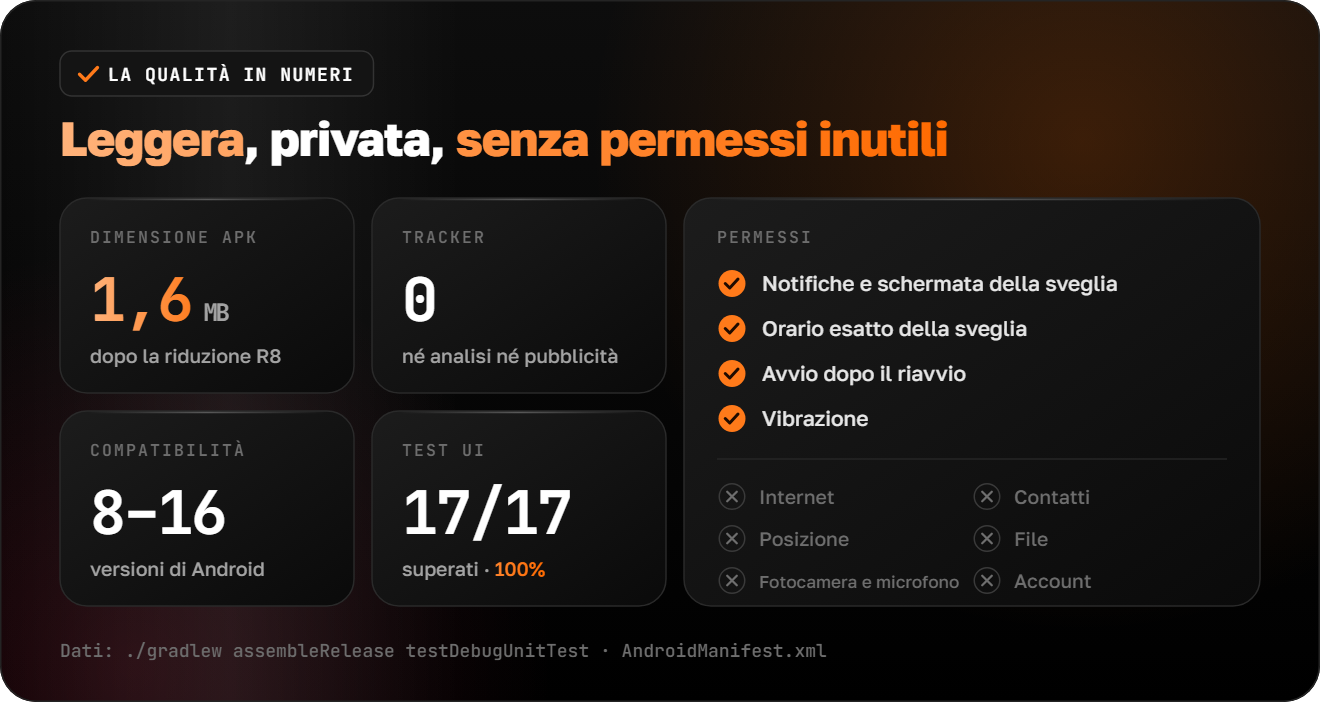 LA QUALITÀ IN NUMERI
Leggera, privata, senza permessi inutili
DIMENSIONE APK
1,6 MB
dopo la riduzione R8
TRACKER
0
né analisi né pubblicità
COMPATIBILITÀ
8–16
versioni di Android
TEST UI
17/17
superati · 100%
PERMESSI
Notifiche e schermata della sveglia
Orario esatto della sveglia
Avvio dopo il riavvio
Vibrazione
Internet
Contatti
Posizione
File
Fotocamera e microfono
Account
Dati: ./gradlew assembleRelease testDebugUnitTest · AndroidManifest.xml